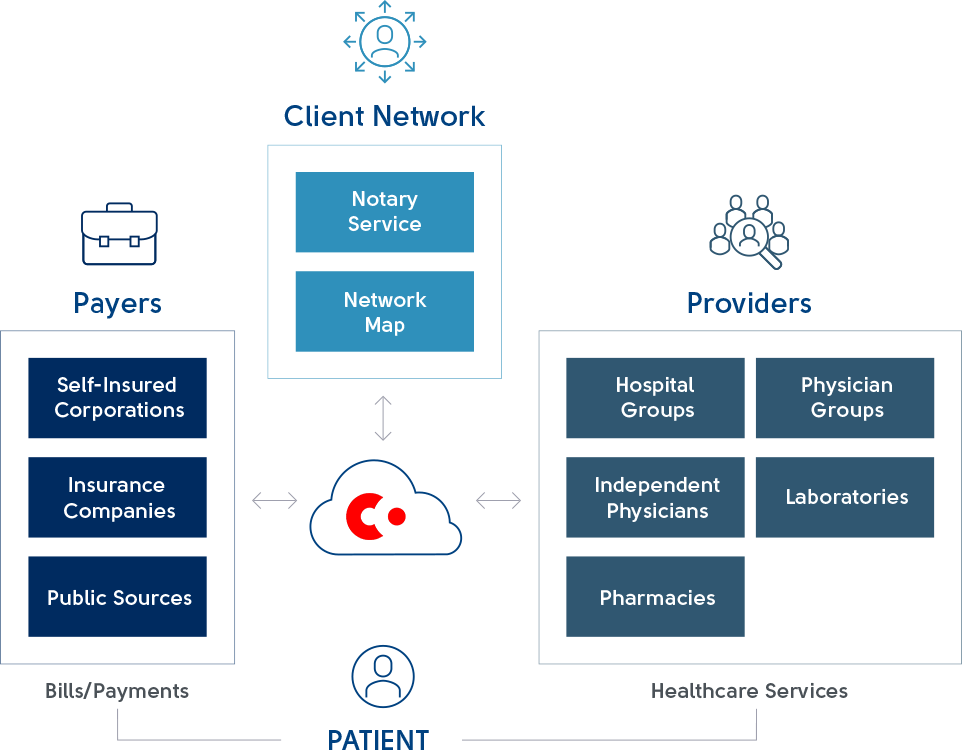 Client Network
Notary
Service
Network
Map
Payers
Self-Insured
Corporations
Insurance
Companies
Public Sources
Bills/Payments
Providers
Hospital
Groups
Physician
Groups
Independent
Physicians
Laboratories
Pharmacies
Healthcare Services
PATIENT